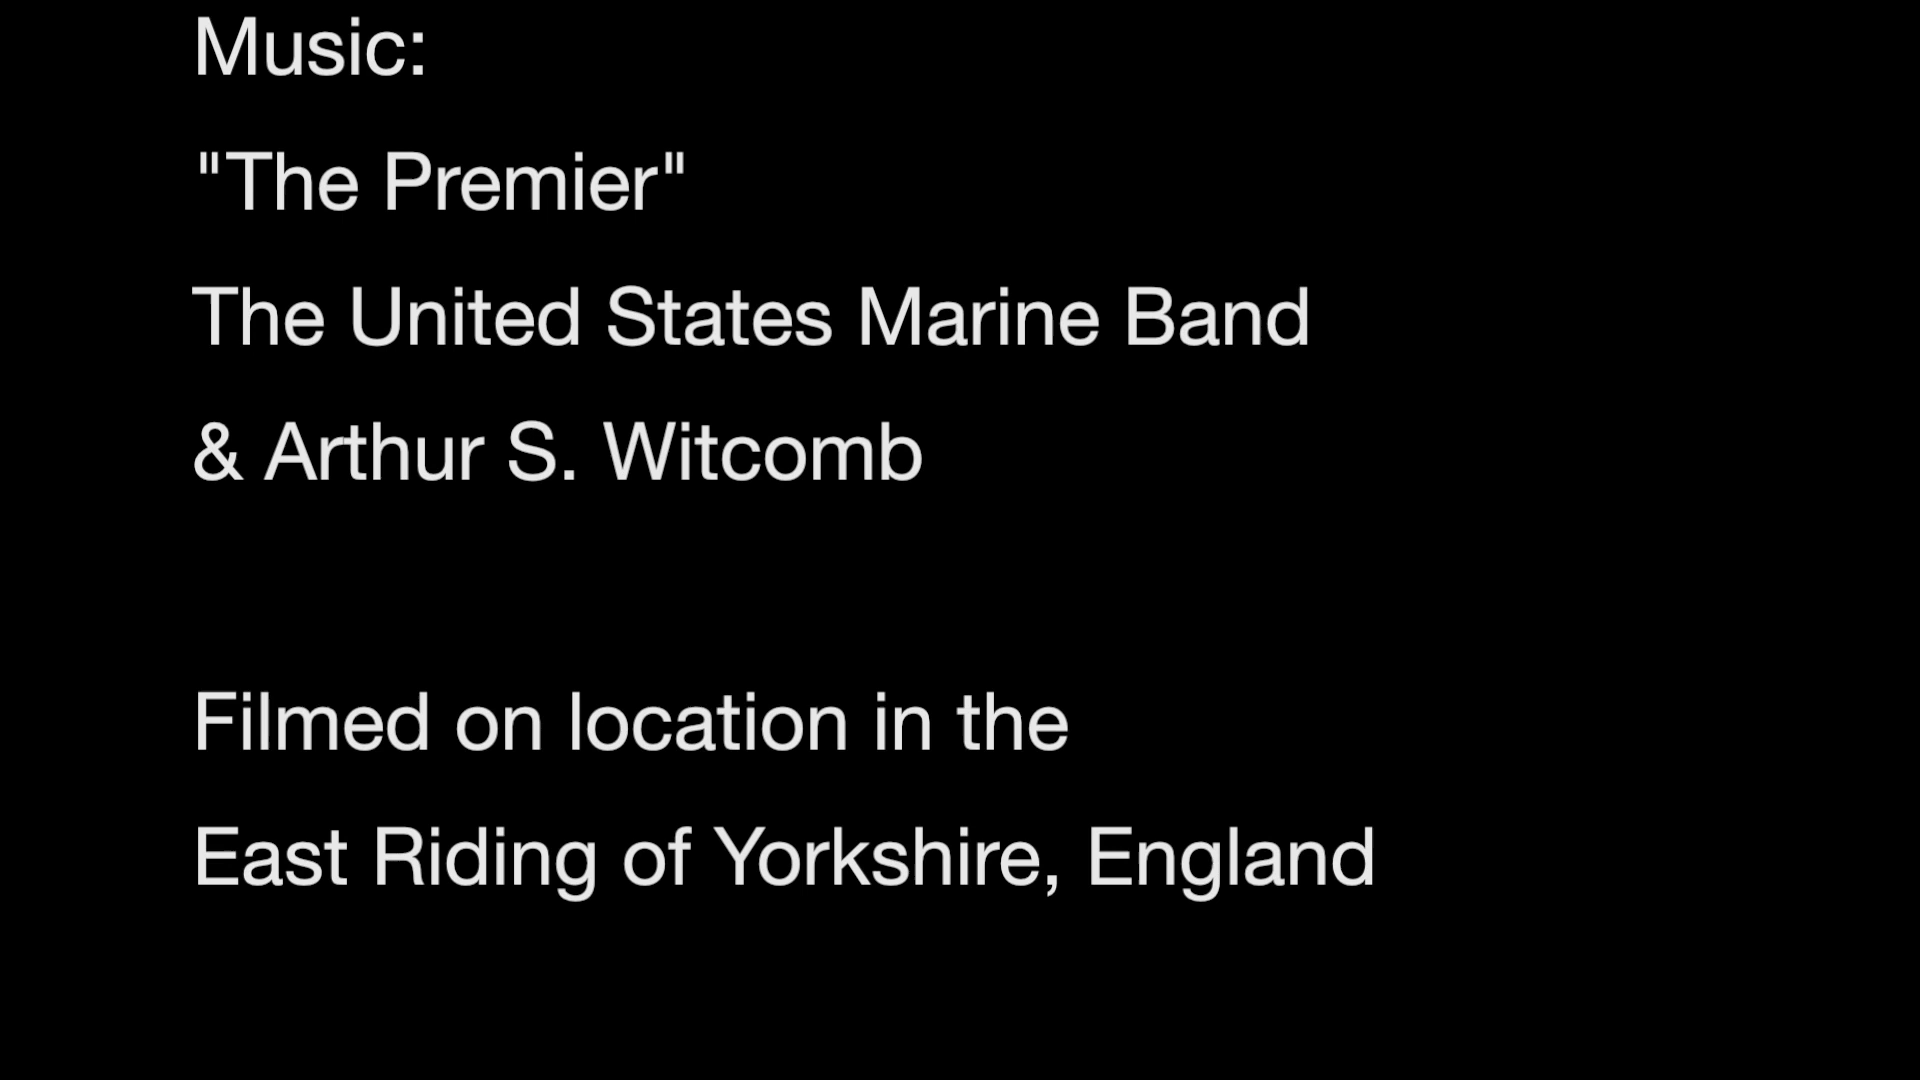 Music:
"The Premier"
The United States Marine Band
& Arthur S. Witcomb
Filmed on location in the
East Riding of Yorkshire, England